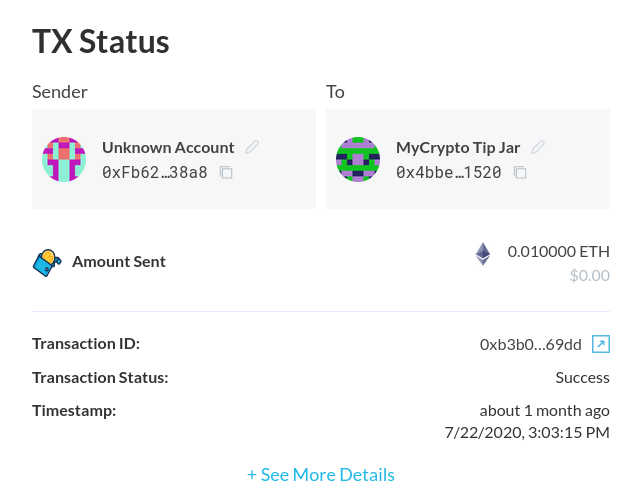 TX Status
Sender
To
Unknown Account
0xFb62…38a8
MyCrypto Tip Jar
0x4bbe…1520
Amount Sent
0.010000 ETH
$0.00
Transaction ID:
0xb3b0…69dd
Transaction Status:
Success
Timestamp:
about 1 month ago
7/22/2020, 3:03:15 PM
+ See More Details